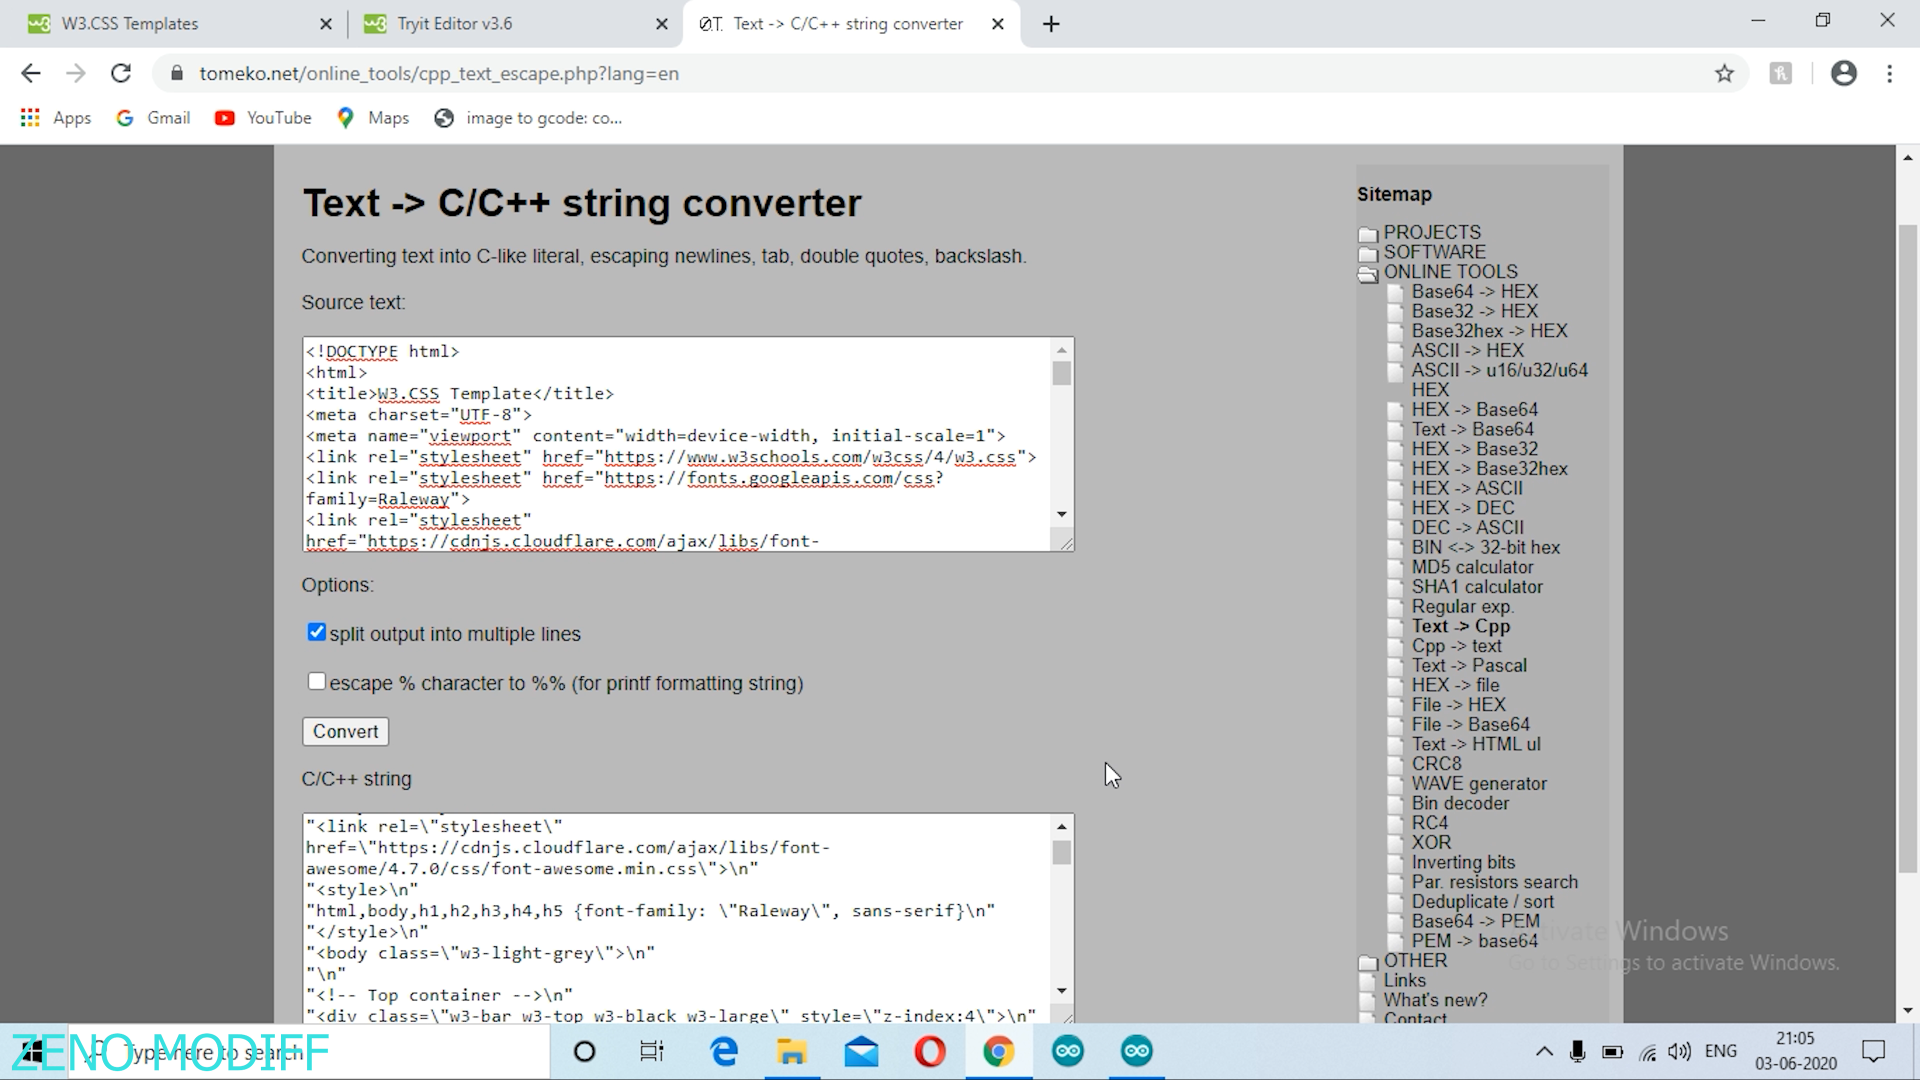 W3.CSS Templates
Tryit Editor v3.6
Text -> C/C++ string converter
tomeko.net/online_tools/cpp_text_escape.php?lang=en
Apps
Gmail
YouTube
Maps
image to gcode: co...
Text -> C/C++ string converter
Converting text into C-like literal, escaping newlines, tab, double quotes, backslash.
Source text:
<!DOCTYPE html>
<html>
<title>W3.CSS Template</title>
<meta charset="UTF-8">
<meta name="viewport" content="width=device-width, initial-scale=1">
<link rel="stylesheet" href="https://www.w3schools.com/w3css/4/w3.css">
<link rel="stylesheet" href="https://fonts.googleapis.com/css?
family=Raleway">
<link rel="stylesheet"
href="https://cdnjs.cloudflare.com/ajax/libs/font-
Options:
split output into multiple lines
escape % character to %% (for printf formatting string)
Convert
C/C++ string
"<link rel=\"stylesheet\"
href=\"https://cdnjs.cloudflare.com/ajax/libs/font-
awesome/4.7.0/css/font-awesome.min.css\">\n"
"<style>\n"
"html,body,h1,h2,h3,h4,h5 {font-family: \"Raleway\", sans-serif}\n"
"</style>\n"
"<body class=\"w3-light-grey\">\n"
"\n"
"<!-- Top container -->\n"
"<div class=\"w3-bar w3-top w3-black w3-large\" style=\"z-index:4\">\n"
Sitemap
PROJECTS
SOFTWARE
ONLINE TOOLS
Base64 -> HEX
Base32 -> HEX
Base32hex -> HEX
ASCII -> HEX
ASCII -> u16/u32/u64
HEX
HEX -> Base64
Text -> Base64
HEX -> Base32
HEX -> Base32hex
HEX -> ASCII
HEX -> DEC
DEC -> ASCII
BIN <-> 32-bit hex
MD5 calculator
SHA1 calculator
Regular exp.
Text -> Cpp
Cpp -> text
Text -> Pascal
HEX -> file
File -> HEX
File -> Base64
Text -> HTML ul
CRC8
WAVE generator
Bin decoder
RC4
XOR
Inverting bits
Par. resistors search
Deduplicate / sort
Base64 -> PEM
PEM -> base64
OTHER
Links
What's new?
Contact
Activate Windows
Go to Settings to activate Windows.
ZENO MODIFF
Type here to search
ENG
21:05
03-06-2020